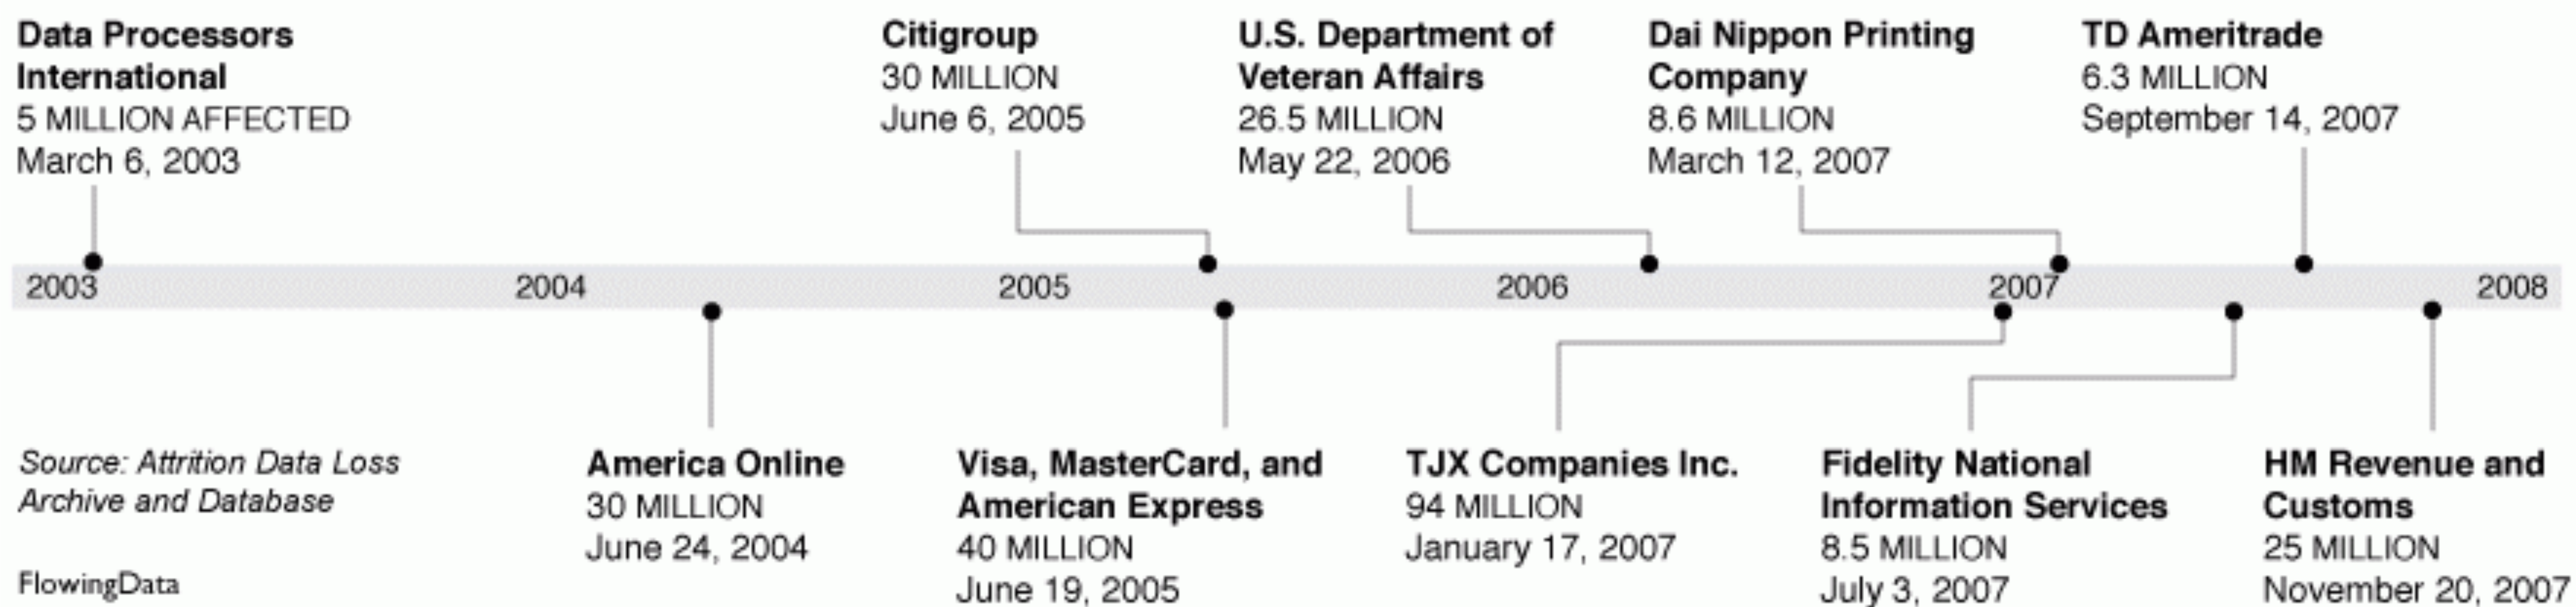 Data Processors
International
5 MILLION AFFECTED
March 6, 2003
Citigroup
30 MILLION
June 6, 2005
U.S. Department of
Veteran Affairs
26.5 MILLION
May 22, 2006
Dai Nippon Printing
Company
8.6 MILLION
March 12, 2007
TD Ameritrade
6.3 MILLION
September 14, 2007
2003 2004 2005 2006 2007 2008
Source: Attrition Data Loss
Archive and Database
FlowingData
America Online
30 MILLION
June 24, 2004
Visa, MasterCard, and
American Express
40 MILLION
June 19, 2005
TJX Companies Inc.
94 MILLION
January 17, 2007
Fidelity National
Information Services
8.5 MILLION
July 3, 2007
HM Revenue and
Customs
25 MILLION
November 20, 2007